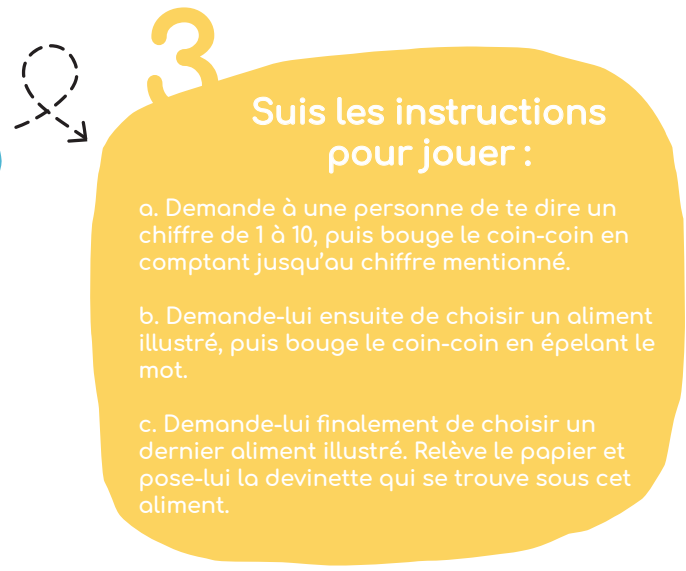 3
Suis les instructions
pour jouer :
a. Demande à une personne de te dire un
chiffre de 1 à 10, puis bouge le coin-coin en
comptant jusqu'au chiffre mentionné.
b. Demande-lui ensuite de choisir un aliment
illustré, puis bouge le coin-coin en épelant le
mot.
c. Demande-lui finalement de choisir un
dernier aliment illustré. Relève le papier et
pose-lui la devinette qui se trouve sous cet
aliment.